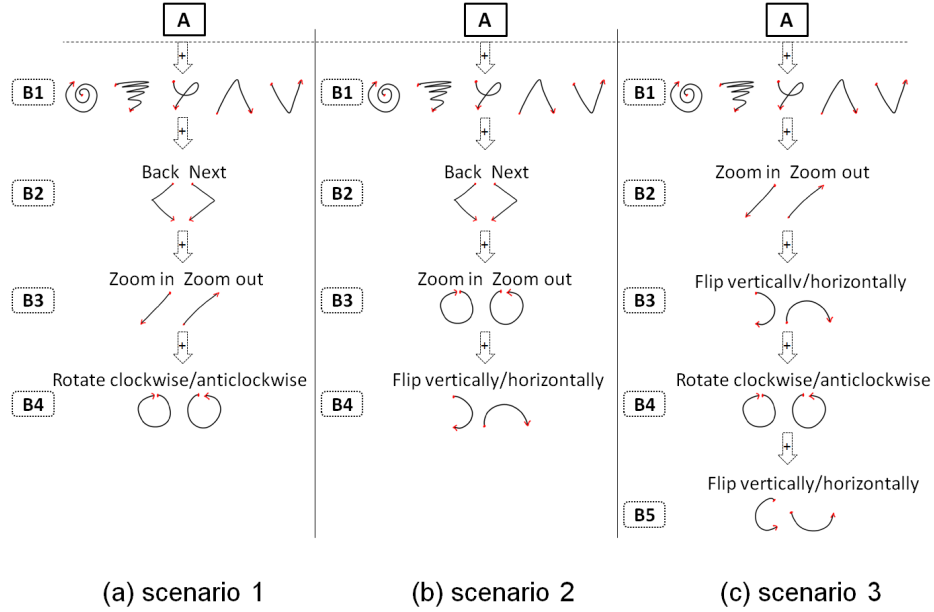 A
+
B1
+
Back Next
B2
+
Zoom in Zoom out
B3
+
Rotate clockwise/anticlockwise
B4
(a) scenario 1
A
+
B1
+
Back Next
B2
+
Zoom in Zoom out
B3
+
Flip vertically/horizontally
B4
(b) scenario 2
A
+
B1
+
Zoom in Zoom out
B2
+
Flip verticallv/horizontally
B3
+
Rotate clockwise/anticlockwise
B4
+
Flip vertically/horizontally
B5
(c) scenario 3